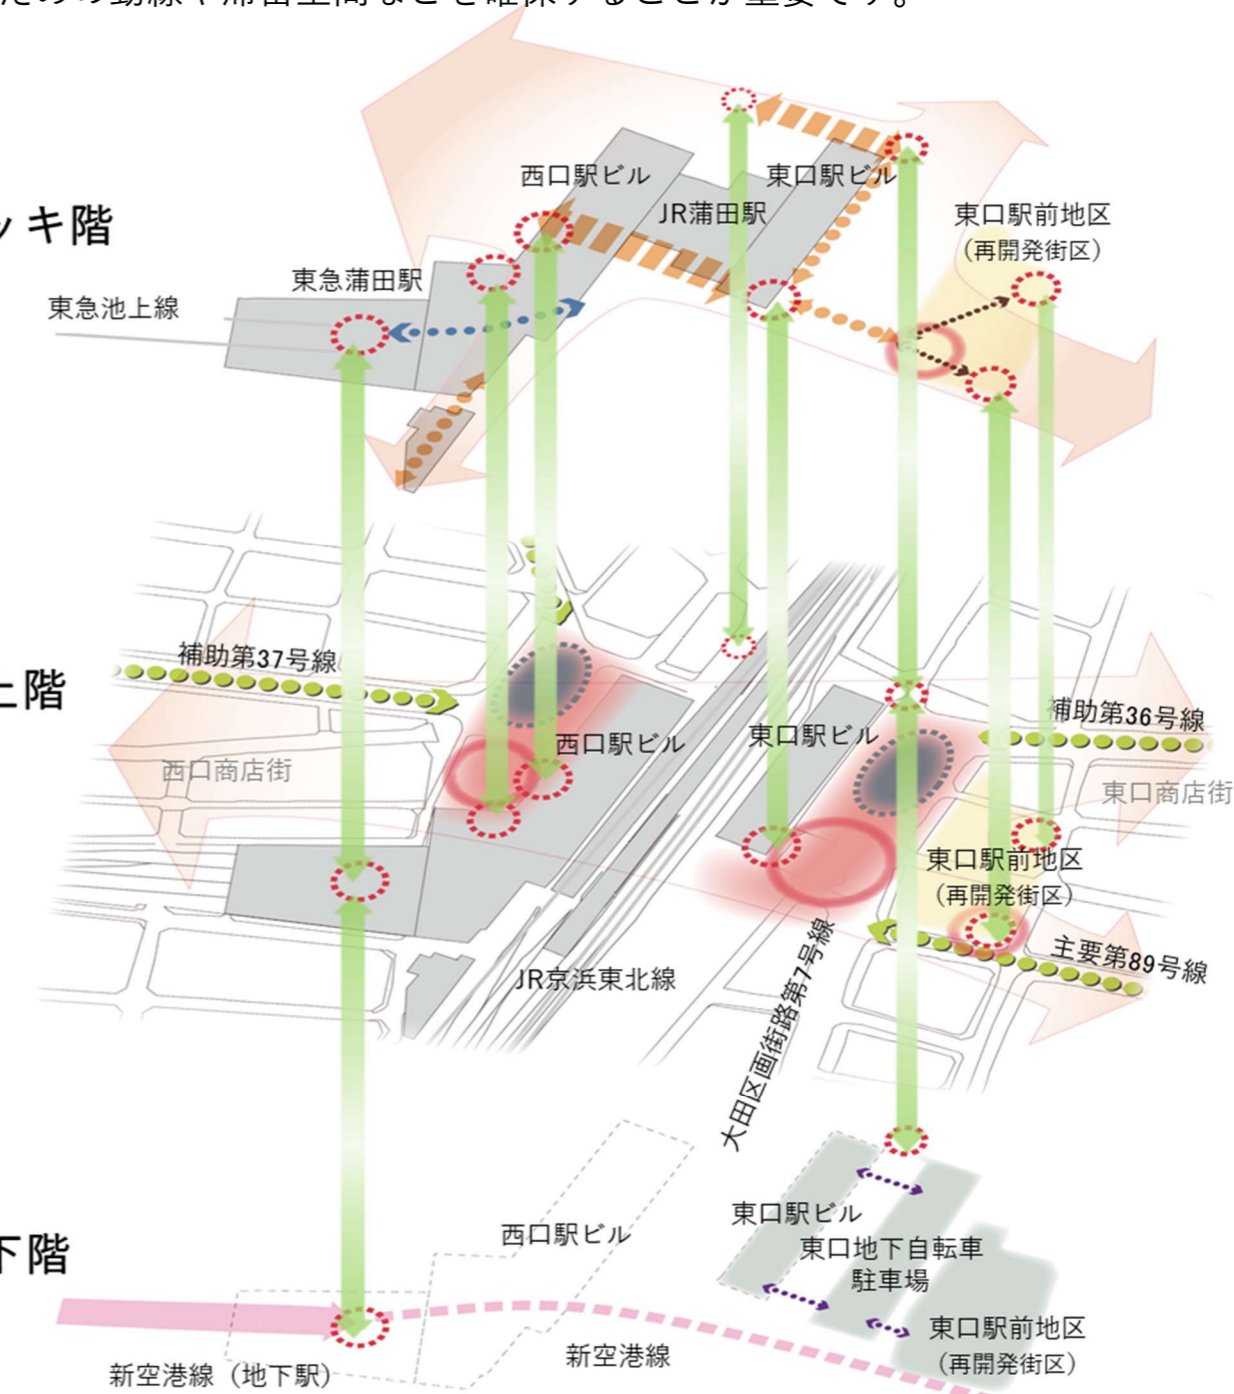 ための動線や滞留空間などを確保することが重要です。
西口駅ビル
東口駅ビル
JR蒲田駅
ッキ階
東口駅前地区
(再開発街区)
東急蒲田駅
東急池上線
補助第37号線
上階
西口駅ビル
東口駅ビル
補助第36号線
西口商店街
東口商店街
東口駅前地区
(再開発街区)
主要第89号線
JR京浜東北線
大田区画街路第7号線
東口駅ビル
西口駅ビル
下階
東口地下自転車
駐車場
東口駅前地区
(再開発街区)
新空港線
新空港線 (地下駅)